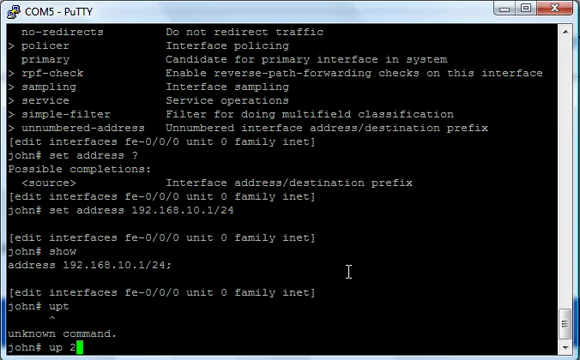 COM5 - PuTTY
no-redirects Do not redirect traffic
> policer Interface policing
primary Candidate for primary interface in system
> rpf-check Enable reverse-path-forwarding checks on this interface
> sampling Interface sampling
> service Service operations
> simple-filter Filter for doing multifield classification
> unnumbered-address Unnumbered interface address/destination prefix
[edit interfaces fe-0/0/0 unit 0 family inet]
john# set address ?
Possible completions:
<source> Interface address/destination prefix
[edit interfaces fe-0/0/0 unit 0 family inet]
john# set address 192.168.10.1/24
[edit interfaces fe-0/0/0 unit 0 family inet]
john# show
address 192.168.10.1/24;
[edit interfaces fe-0/0/0 unit 0 family inet]
john# upt
^
unknown command.
john# up 2